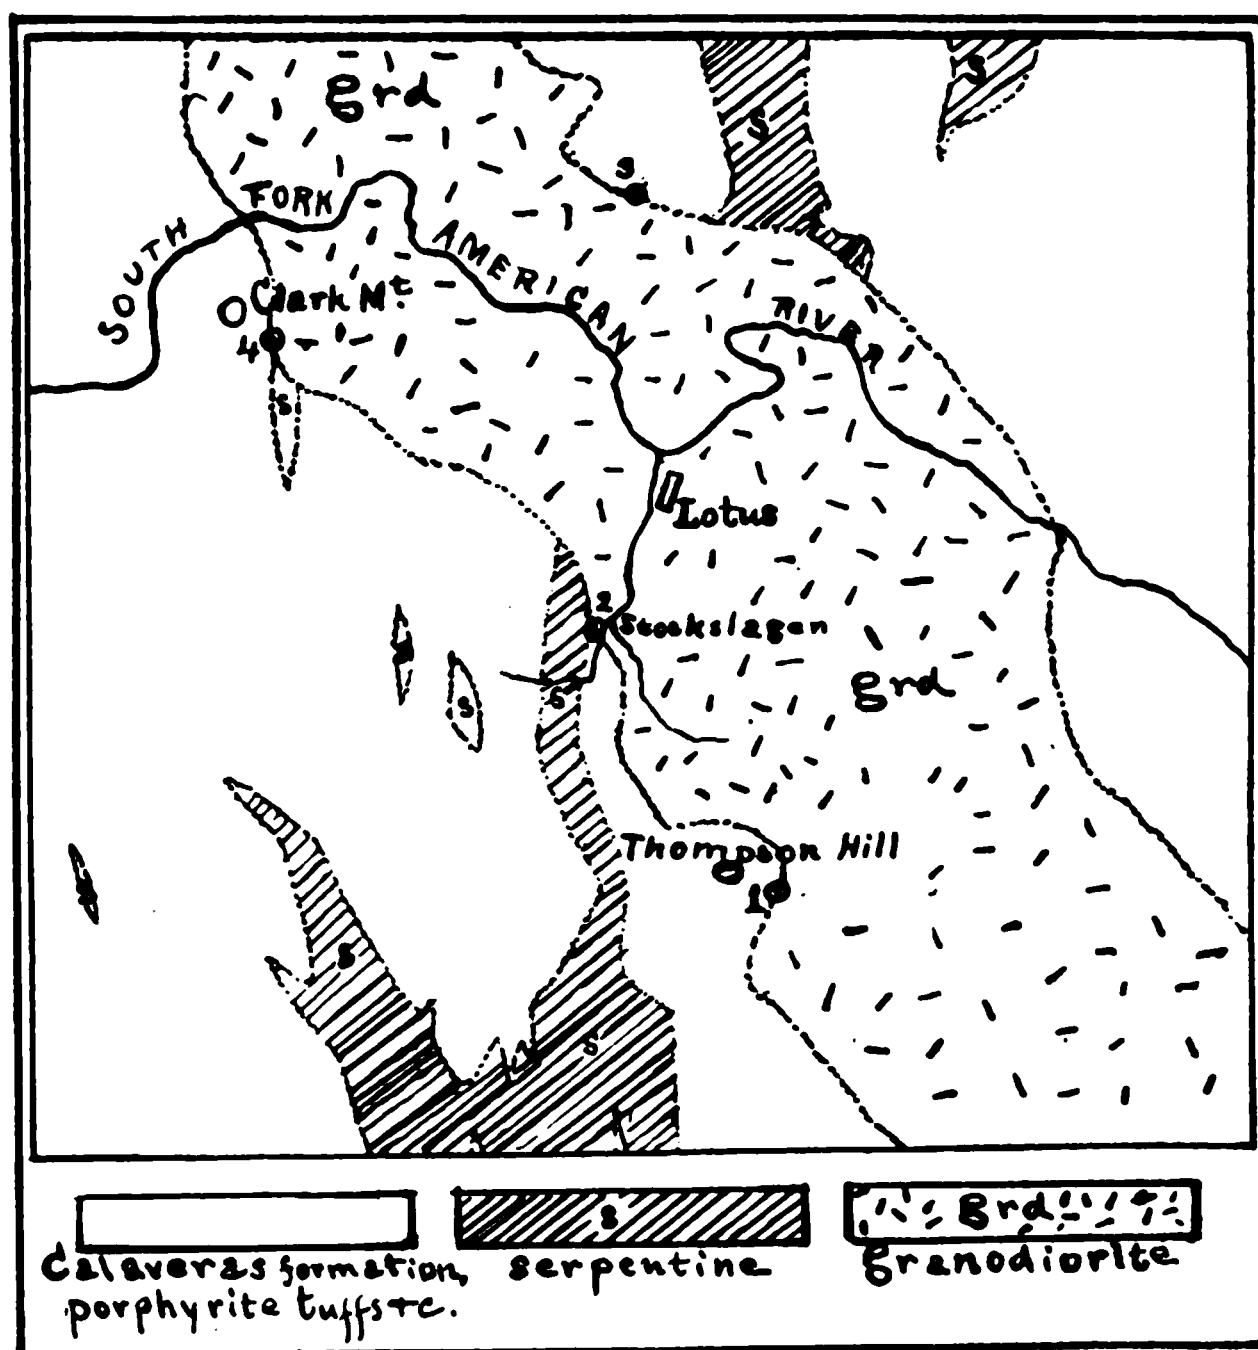 grd
S
S
3
SOUTH FORK AMERICAN RIVER
Clark Mt.
4
S
Lotus
2
Stockslagen
S
S
grd
Thompson Hill
1
S
S
S
grd
Calaveras formation,
porphyrite tuffs+c.
serpentine
granodiorite